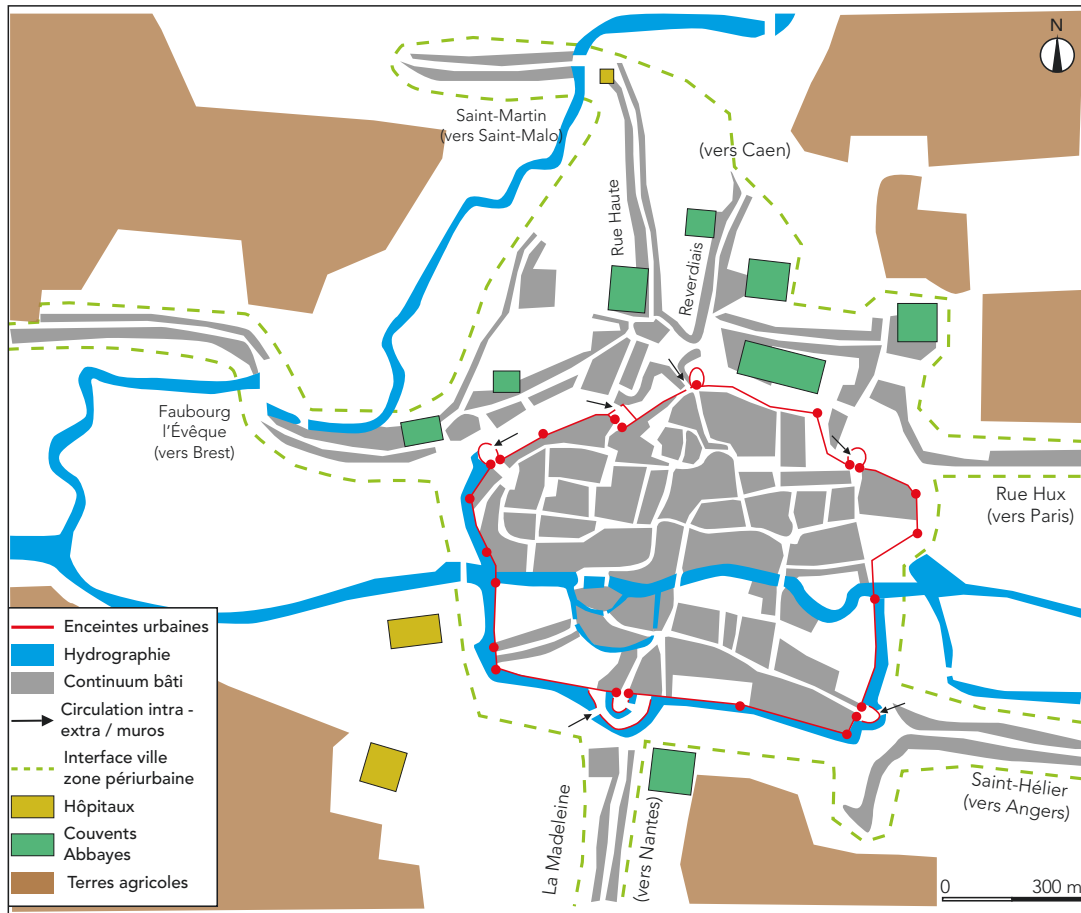 N
Saint-Martin
(vers Saint-Malo)
(vers Caen)
Rue Haute
Reverdiais
Faubourg
l'Évêque
(vers Brest)
Rue Hux
(vers Paris)
Saint-Hélier
(vers Angers)
La Madeleine
(vers Nantes)
Enceintes urbaines
Hydrographie
Continuum bâti
Circulation intra -
extra / muros
Interface ville
zone périurbaine
Hôpitaux
Couvents
Abbayes
Terres agricoles
0 300 m